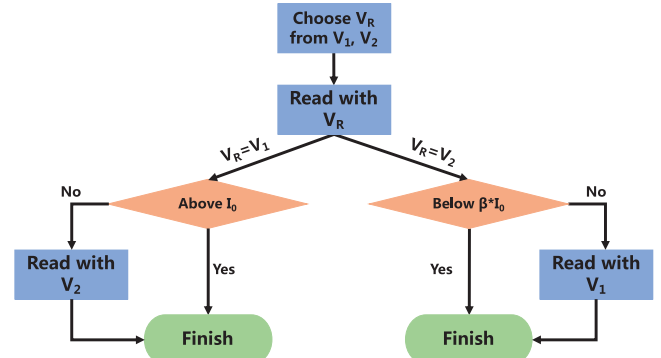 Choose V_R
from V_1, V_2
Read with
V_R
V_R=V_1
V_R=V_2
No
Above I_0
Below β*I_0
No
Read with
V_2
Yes
Yes
Read with
V_1
Finish
Finish